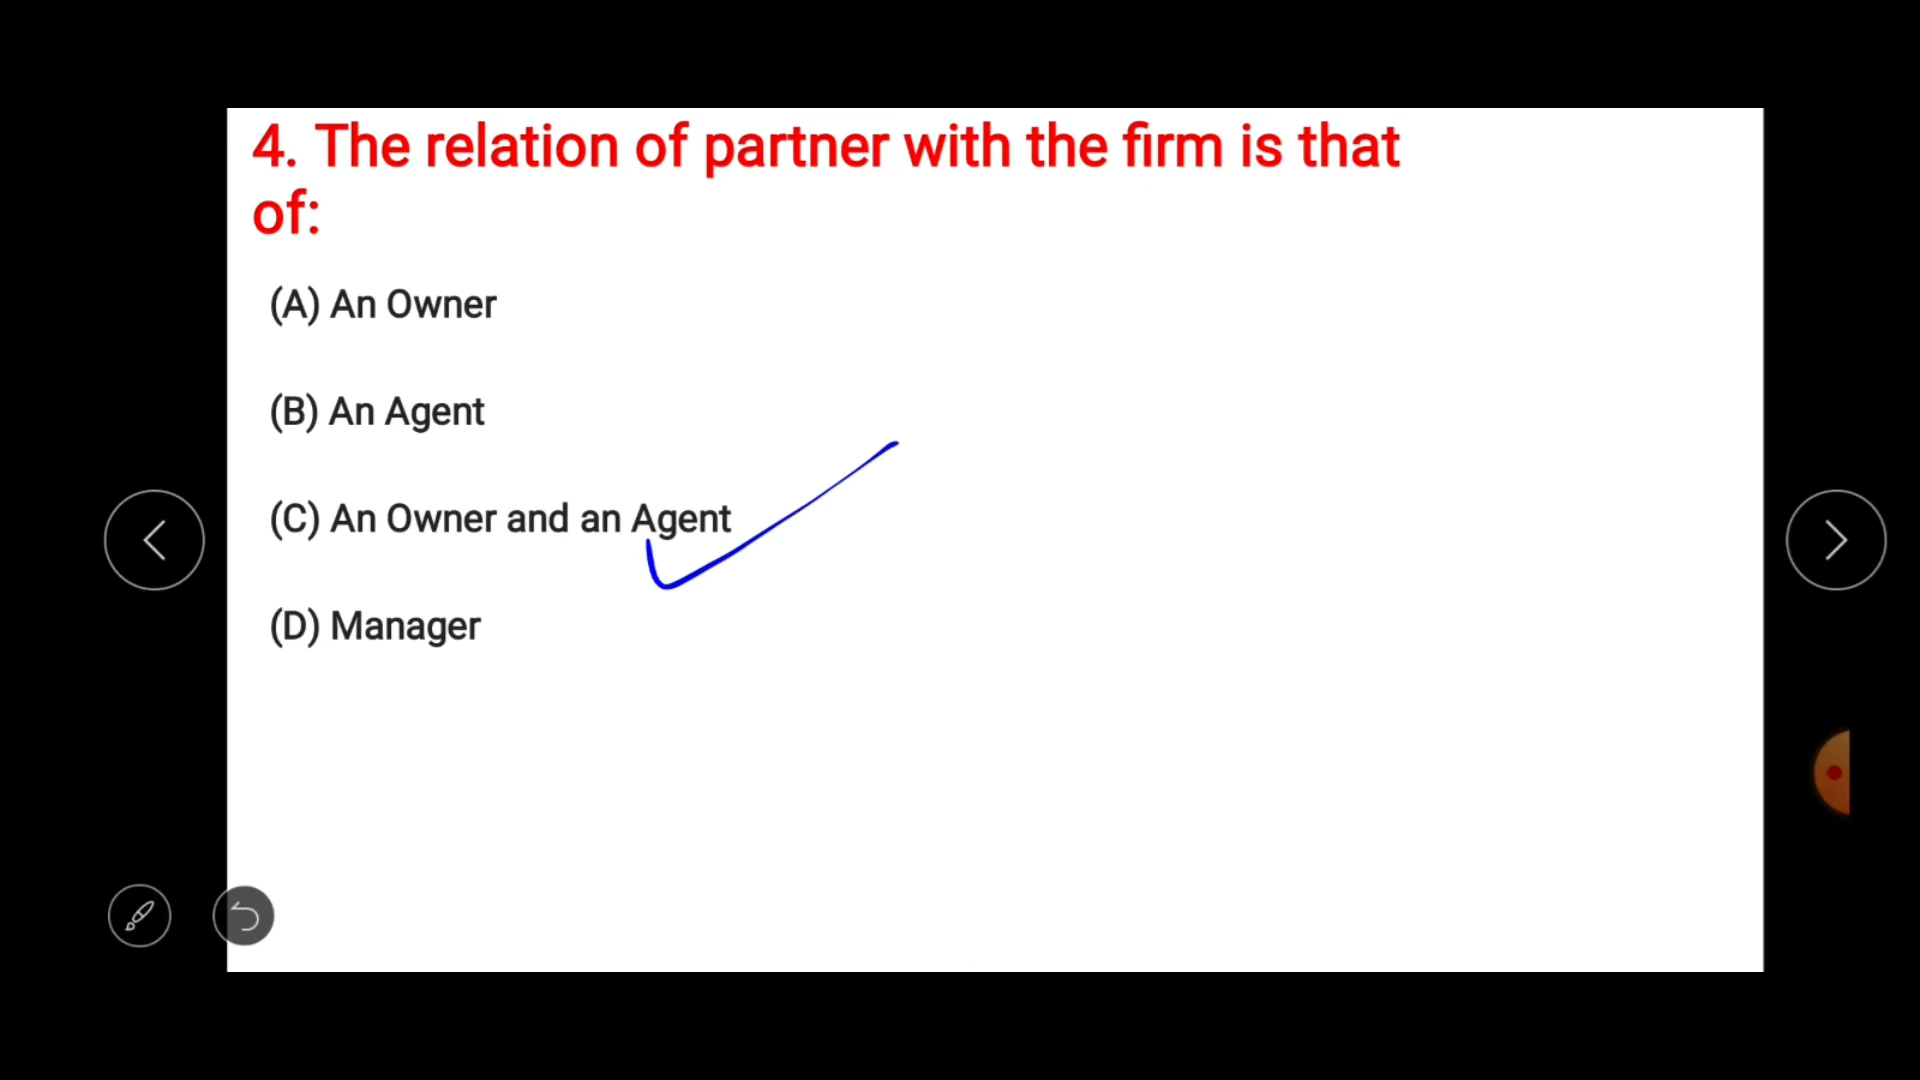 4. The relation of partner with the firm is that
of:
(A) An Owner
(B) An Agent
(C) An Owner and an Agent
(D) Manager